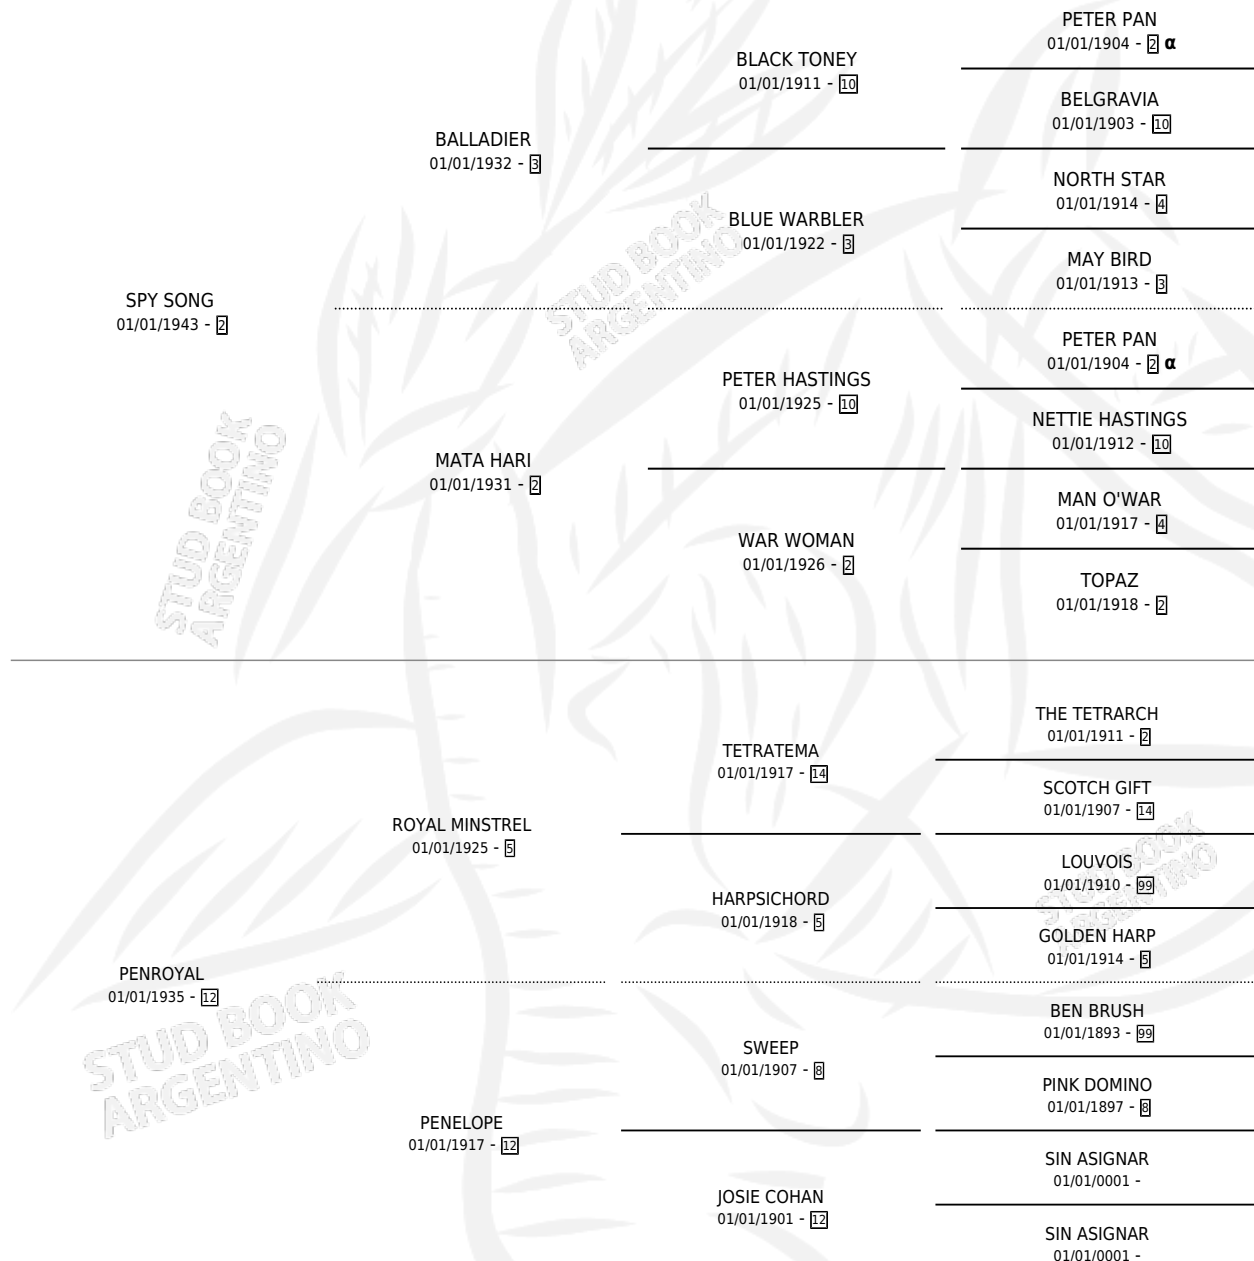 SPY SONG
01/01/1943 - 2
BALLADIER
01/01/1932 - 3
MATA HARI
01/01/1931 - 2
BLACK TONEY
01/01/1911 - 10
BLUE WARBLER
01/01/1922 - 3
PETER HASTINGS
01/01/1925 - 10
WAR WOMAN
01/01/1926 - 2
PETER PAN
01/01/1904 - 2 α
BELGRAVIA
01/01/1903 - 10
NORTH STAR
01/01/1914 - 4
MAY BIRD
01/01/1913 - 3
PETER PAN
01/01/1904 - 2 α
NETTIE HASTINGS
01/01/1912 - 10
MAN O'WAR
01/01/1917 - 4
TOPAZ
01/01/1918 - 2
STUD BOOK
ARGENTINO
STUD BOOK
ARGENTINO
PENROYAL
01/01/1935 - 12
ROYAL MINSTREL
01/01/1925 - 5
PENELOPE
01/01/1917 - 12
TETRATEMA
01/01/1917 - 14
HARPSICHORD
01/01/1918 - 5
SWEEP
01/01/1907 - 8
JOSIE COHAN
01/01/1901 - 12
THE TETRARCH
01/01/1911 - 2
SCOTCH GIFT
01/01/1907 - 14
LOUVOIS
01/01/1910 - 99
GOLDEN HARP
01/01/1914 - 5
BEN BRUSH
01/01/1893 - 99
PINK DOMINO
01/01/1897 - 8
SIN ASIGNAR
01/01/0001 -
SIN ASIGNAR
01/01/0001 -
STUD BOOK
ARGENTINO
STUD BOOK
ARGENTINO